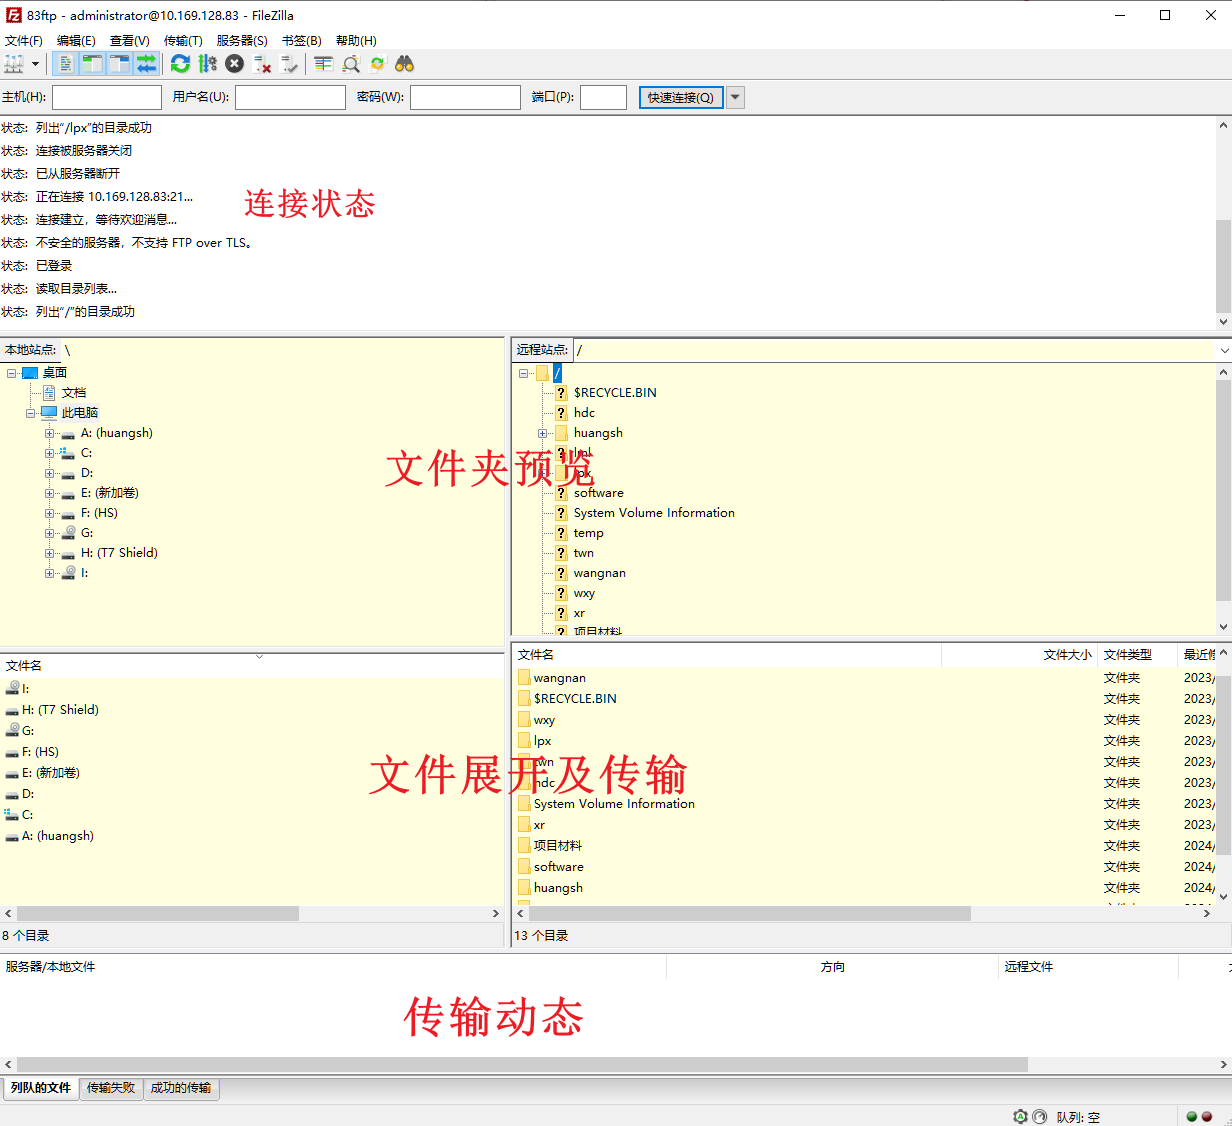 83ftp - administrator@10.169.128.83 - FileZilla
文件(F) 编辑(E) 查看(V) 传输(T) 服务器(S) 书签(B) 帮助(H)
主机(H): 用户名(U): 密码(W): 端口(P): 快速连接(Q)
状态: 列出“/lpx”的目录成功
状态: 连接被服务器关闭
状态: 已从服务器断开
状态: 正在连接 10.169.128.83:21...
状态: 连接建立，等待欢迎消息...
状态: 不安全的服务器，不支持 FTP over TLS。
状态: 已登录
状态: 读取目录列表...
状态: 列出“/”的目录成功
连接状态
本地站点: \
桌面
文档
此电脑
A: (huangsh)
C:
D:
E: (新加卷)
F: (HS)
G:
H: (T7 Shield)
I:
远程站点: /
/
$RECYCLE.BIN
hdc
huangsh
lpx
software
System Volume Information
temp
twn
wangnan
wxy
xr
项目材料
文件夹预览
文件名
I:
H: (T7 Shield)
G:
F: (HS)
E: (新加卷)
D:
C:
A: (huangsh)
8 个目录
文件名 文件大小 文件类型 最近修
wangnan 文件夹 2023/
$RECYCLE.BIN 文件夹 2023/
wxy 文件夹 2023/
lpx 文件夹 2023/
twn 文件夹 2023/
hdc 文件夹 2023/
System Volume Information 文件夹 2023/
xr 文件夹 2023/
项目材料 文件夹 2024/
software 文件夹 2024/
huangsh 文件夹 2024/
13 个目录
文件展开及传输
服务器/本地文件 方向 远程文件
传输动态
列队的文件 传输失败 成功的传输
队列: 空